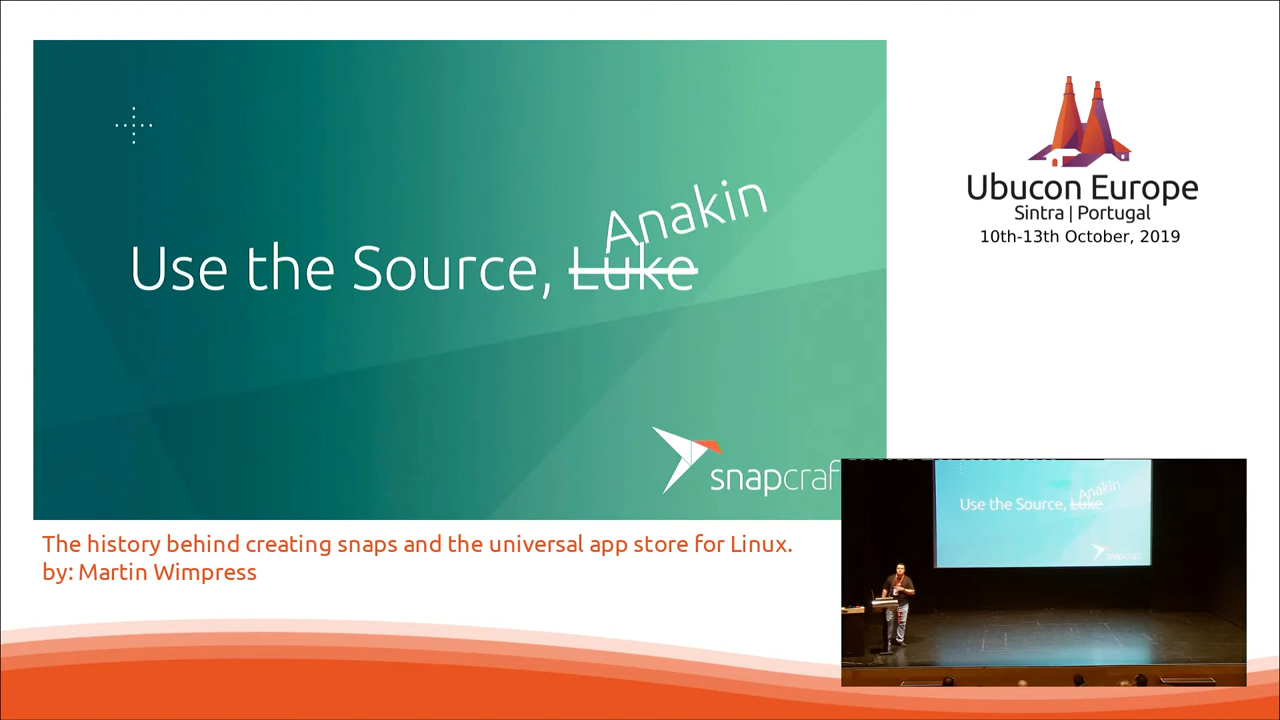 Anakin
Use the Source, Luke
snapcraf
The history behind creating snaps and the universal app store for Linux.
by: Martin Wimpress
Ubucon Europe
Sintra | Portugal
10th-13th October, 2019
Anakin
Use the Source, Luke
snapcraft